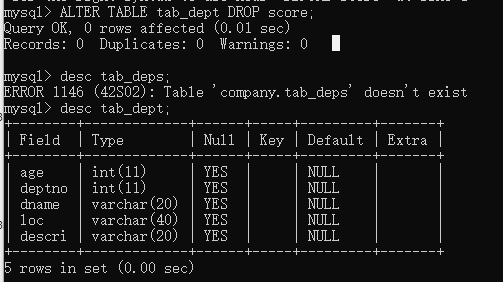 mysql> ALTER TABLE tab_dept DROP score;
Query OK, 0 rows affected (0.01 sec)
Records: 0  Duplicates: 0  Warnings: 0
mysql> desc tab_deps;
ERROR 1146 (42S02): Table 'company.tab_deps' doesn't exist
mysql> desc tab_dept;
+--------+-------------+------+-----+---------+-------+
| Field  | Type        | Null | Key | Default | Extra |
+--------+-------------+------+-----+---------+-------+
| age    | int(11)     | YES  |     | NULL    |       |
| deptno | int(11)     | YES  |     | NULL    |       |
| dname  | varchar(20) | YES  |     | NULL    |       |
| loc    | varchar(40) | YES  |     | NULL    |       |
| descri | varchar(20) | YES  |     | NULL    |       |
+--------+-------------+------+-----+---------+-------+
5 rows in set (0.00 sec)